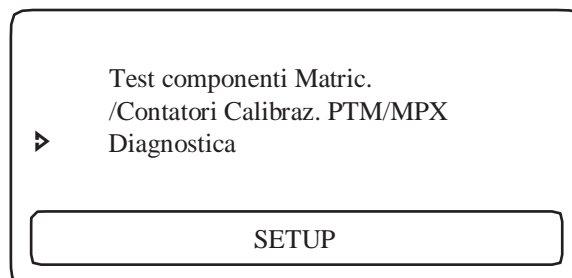 Test componenti Matric.
/Contatori Calibraz. PTM/MPX
Diagnostica
SETUP